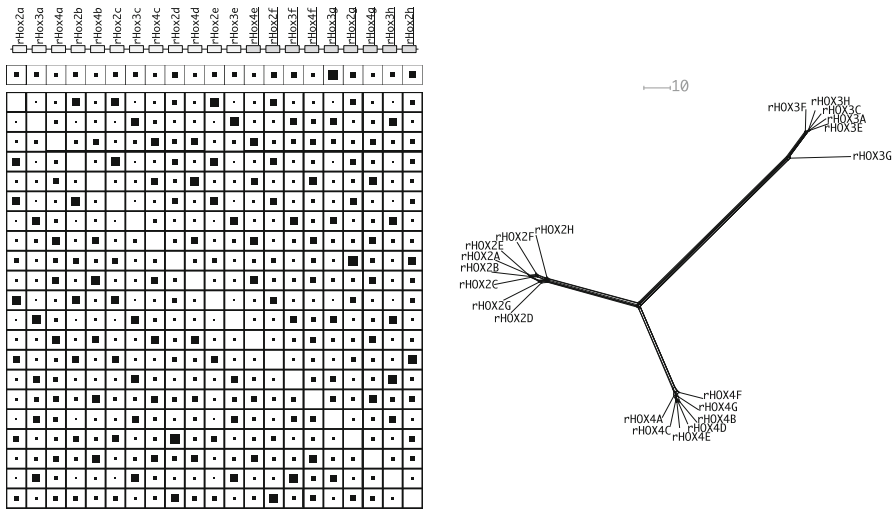 rHox2a rHox3a rHox4a rHox2b rHox4b rHox2c rHox3c rHox4c rHox2d rHox4d rHox2e rHox3e rHox4e rHox2f rHox3f rHox4f rHox3g rHox2g rHox4g rHox3h rHox2h
10
rHOX3H
rHOX3F
rHOX3C
rHOX3A
rHOX3E
rHOX3G
rHOX2H
rHOX2F
rHOX2E
rHOX2A
rHOX2B
rHOX2C
rHOX2G
rHOX2D
rHOX4F
rHOX4G
rHOX4A
rHOX4B
rHOX4C
rHOX4D
rHOX4E